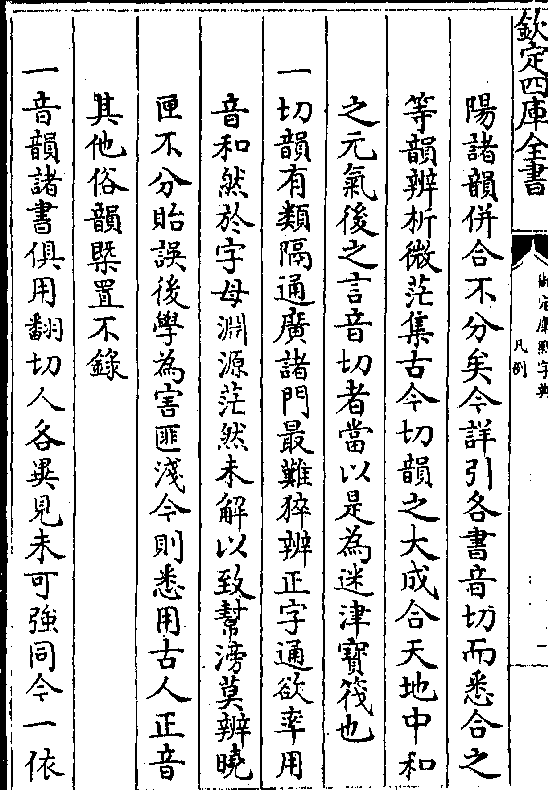 欽定四庫全書
御定康熙字典
凡例
陽諸韻併合不分矣今詳引各書音切而悉合之
等韻辨析微茫集古今切韻之大成合天地中和
之元氣後之言音切者當以是為迷津寶筏也
一切韻有類隔通廣諸門最難猝辨正字通欲率用
音和然於字母淵源茫然未解以致幫滂莫辨曉
匣不分貽誤後學為害匪淺今則悉用古人正音
其他俗韻槩置不錄
一音韻諸書俱用翻切人各異見未可強同今一依